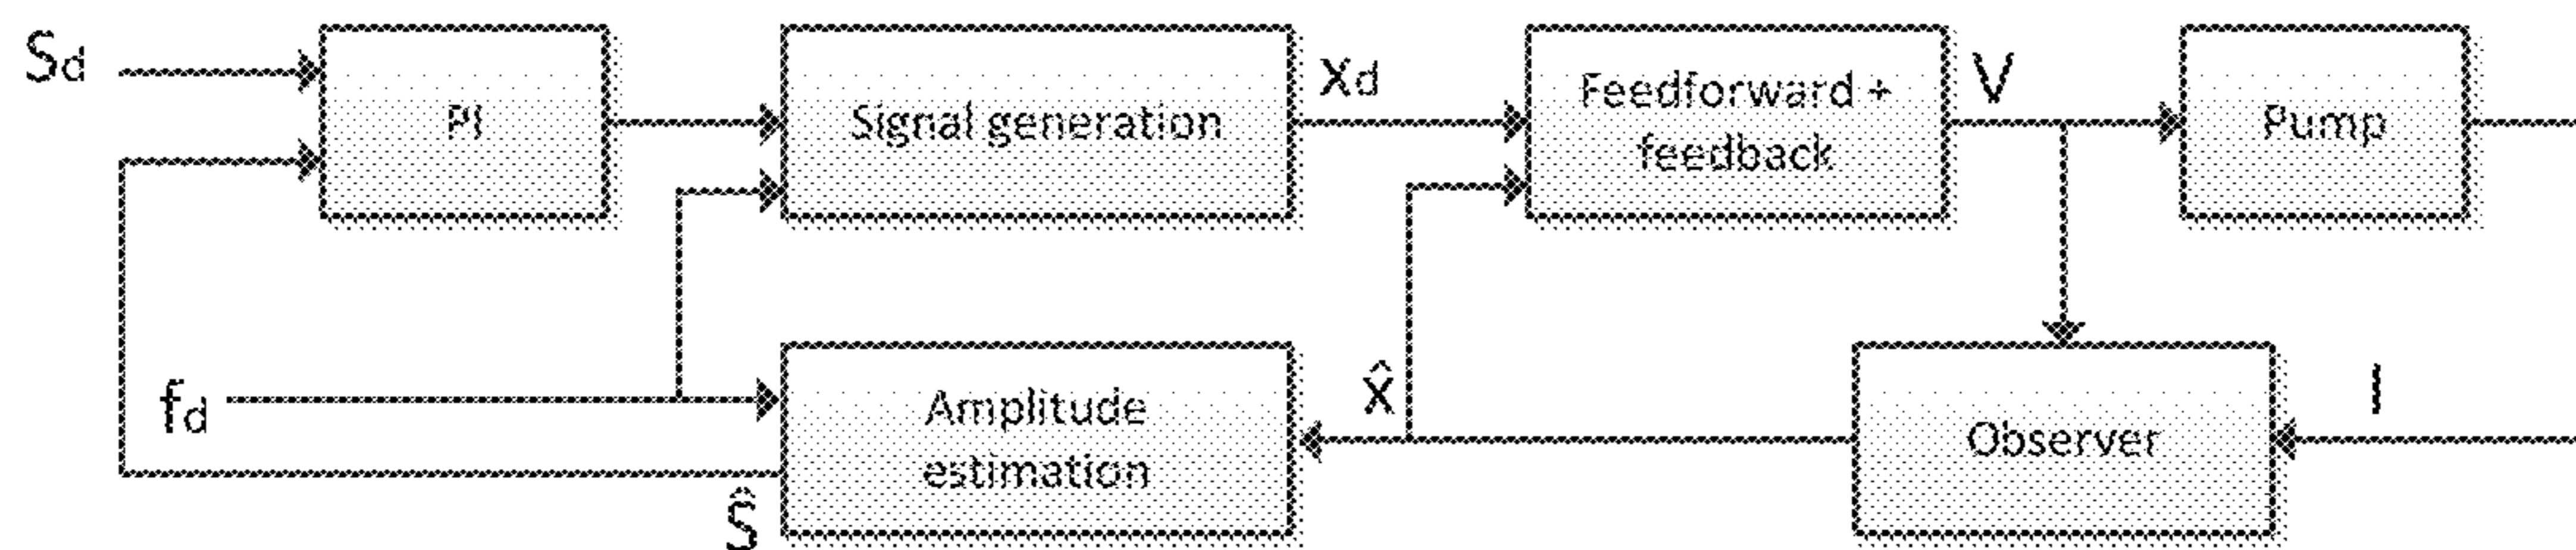 Sd
PI
Signal generation
xd
Feedforward +
feedback
V
Pump
fd
Amplitude
estimation
x̂
Observer
I
Ŝ